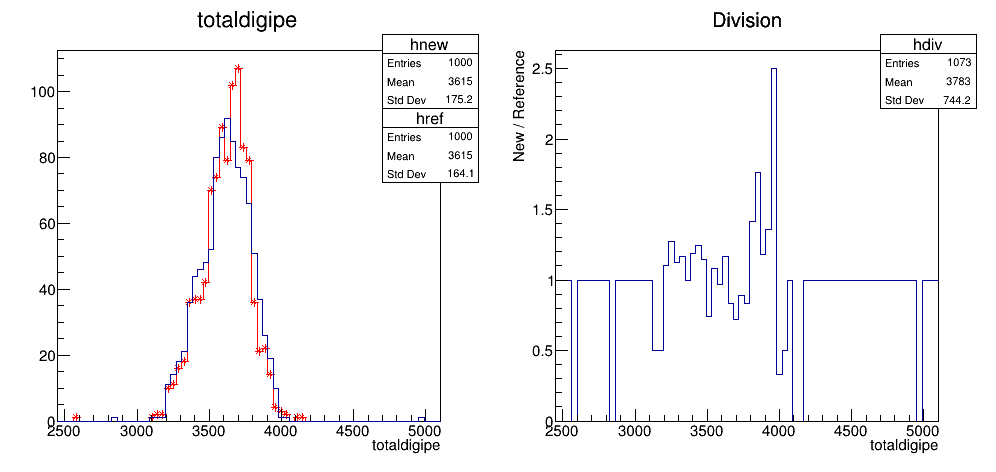 totaldigipe
hnew
Entries 1000
Mean 3615
Std Dev 175.2
href
Entries 1000
Mean 3615
Std Dev 164.1
100
80
60
40
20
0
2500 3000 3500 4000 4500 5000
totaldigipe
Division
hdiv
Entries 1073
Mean 3783
Std Dev 744.2
New / Reference
2.5
2
1.5
1
0.5
0
2500 3000 3500 4000 4500 5000
totaldigipe